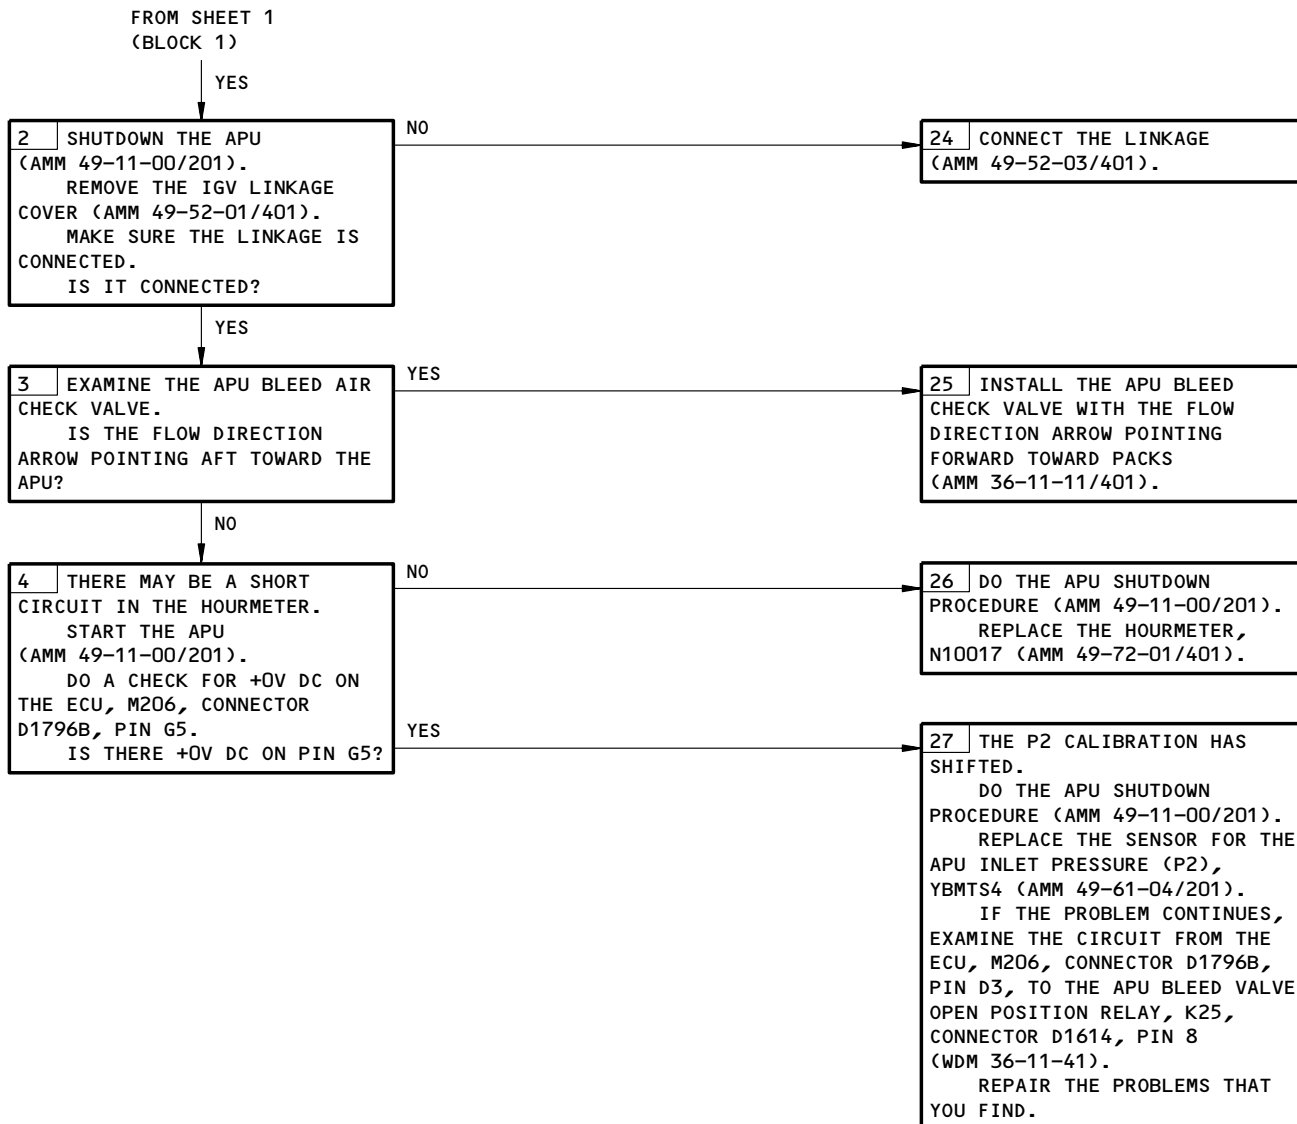 FROM SHEET 1
(BLOCK 1)
YES
2 SHUTDOWN THE APU
(AMM 49-11-00/201).
REMOVE THE IGV LINKAGE
COVER (AMM 49-52-01/401).
MAKE SURE THE LINKAGE IS
CONNECTED.
IS IT CONNECTED?
NO
24 CONNECT THE LINKAGE
(AMM 49-52-03/401).
YES
3 EXAMINE THE APU BLEED AIR
CHECK VALVE.
IS THE FLOW DIRECTION
ARROW POINTING AFT TOWARD THE
APU?
YES
25 INSTALL THE APU BLEED
CHECK VALVE WITH THE FLOW
DIRECTION ARROW POINTING
FORWARD TOWARD PACKS
(AMM 36-11-11/401).
NO
4 THERE MAY BE A SHORT
CIRCUIT IN THE HOURMETER.
START THE APU
(AMM 49-11-00/201).
DO A CHECK FOR +0V DC ON
THE ECU, M206, CONNECTOR
D1796B, PIN G5.
IS THERE +0V DC ON PIN G5?
NO
26 DO THE APU SHUTDOWN
PROCEDURE (AMM 49-11-00/201).
REPLACE THE HOURMETER,
N10017 (AMM 49-72-01/401).
YES
27 THE P2 CALIBRATION HAS
SHIFTED.
DO THE APU SHUTDOWN
PROCEDURE (AMM 49-11-00/201).
REPLACE THE SENSOR FOR THE
APU INLET PRESSURE (P2),
YBMTS4 (AMM 49-61-04/201).
IF THE PROBLEM CONTINUES,
EXAMINE THE CIRCUIT FROM THE
ECU, M206, CONNECTOR D1796B,
PIN D3, TO THE APU BLEED VALVE
OPEN POSITION RELAY, K25,
CONNECTOR D1614, PIN 8
(WDM 36-11-41).
REPAIR THE PROBLEMS THAT
YOU FIND.